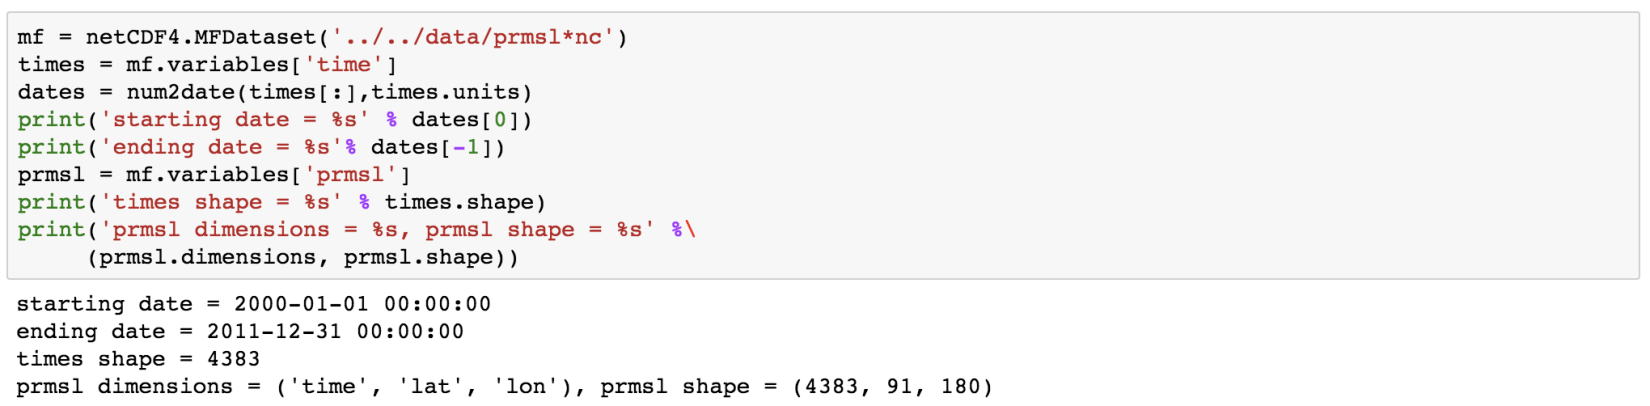 mf = netCDF4.MFDataset('../../data/prmsl*nc')
times = mf.variables['time']
dates = num2date(times[:],times.units)
print('starting date = %s' % dates[0])
print('ending date = %s'% dates[-1])
prmsl = mf.variables['prmsl']
print('times shape = %s' % times.shape)
print('prmsl dimensions = %s, prmsl shape = %s' %\
     (prmsl.dimensions, prmsl.shape))
starting date = 2000-01-01 00:00:00
ending date = 2011-12-31 00:00:00
times shape = 4383
prmsl dimensions = ('time', 'lat', 'lon'), prmsl shape = (4383, 91, 180)